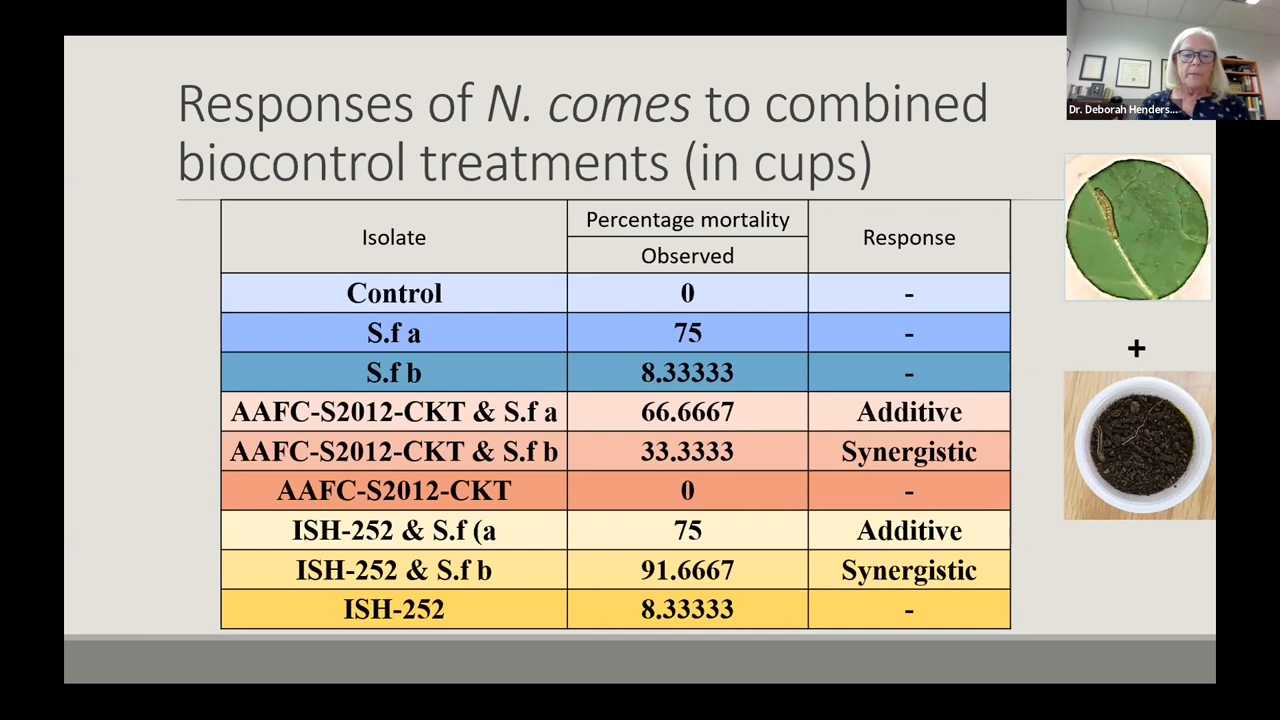 Responses of N. comes to combined
biocontrol treatments (in cups)
Dr. Deborah Henders...
Isolate
Percentage mortality
Response
Observed
Control 0 -
S.f a 75 -
S.f b 8.33333 -
AAFC-S2012-CKT & S.f a 66.6667 Additive
AAFC-S2012-CKT & S.f b 33.3333 Synergistic
AAFC-S2012-CKT 0 -
ISH-252 & S.f (a 75 Additive
ISH-252 & S.f b 91.6667 Synergistic
ISH-252 8.33333 -
+